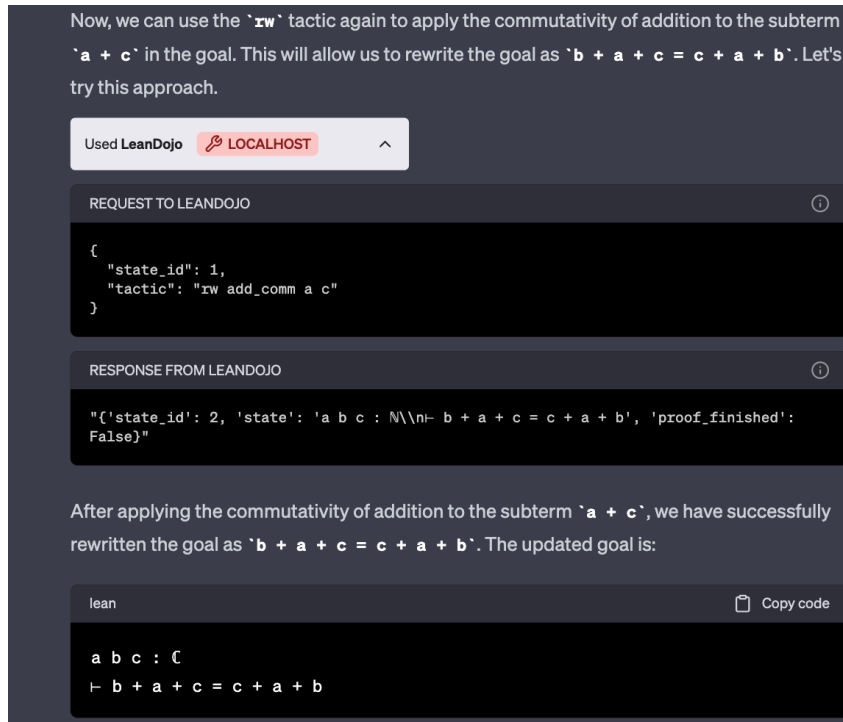 Now, we can use the `rw` tactic again to apply the commutativity of addition to the subterm
`a + c` in the goal. This will allow us to rewrite the goal as `b + a + c = c + a + b`. Let's
try this approach.
Used LeanDojo LOCALHOST
REQUEST TO LEANDOJO
{
  "state_id": 1,
  "tactic": "rw add_comm a c"
}
RESPONSE FROM LEANDOJO
"{'state_id': 2, 'state': 'a b c : ℕ\\n⊢ b + a + c = c + a + b', 'proof_finished':
False}"
After applying the commutativity of addition to the subterm `a + c`, we have successfully
rewritten the goal as `b + a + c = c + a + b`. The updated goal is:
lean Copy code
a b c : ℂ
⊢ b + a + c = c + a + b